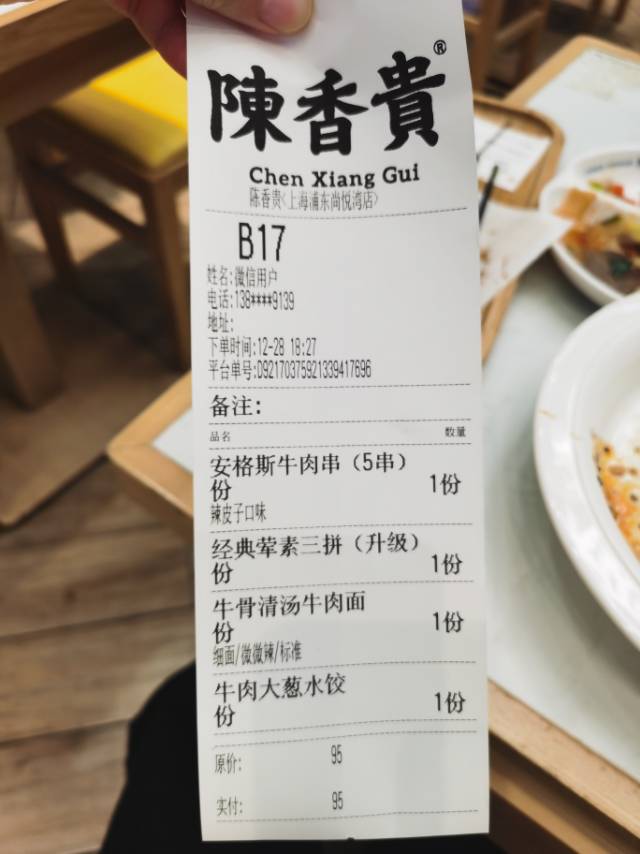 陳香貴®
Chen Xiang Gui
陈香贵(上海浦东尚悦湾店)
B17
姓名:微信用户
电话:138****9139
地址:
下单时间:12-28 18:27
平台单号:D92170375921339417696
备注:
品名 数量
安格斯牛肉串（5串）
份 1份
辣皮子口味
经典荤素三拼（升级）
份 1份
牛骨清汤牛肉面
份 1份
细面/微微辣/标准
牛肉大葱水饺
份 1份
原价: 95
实付: 95